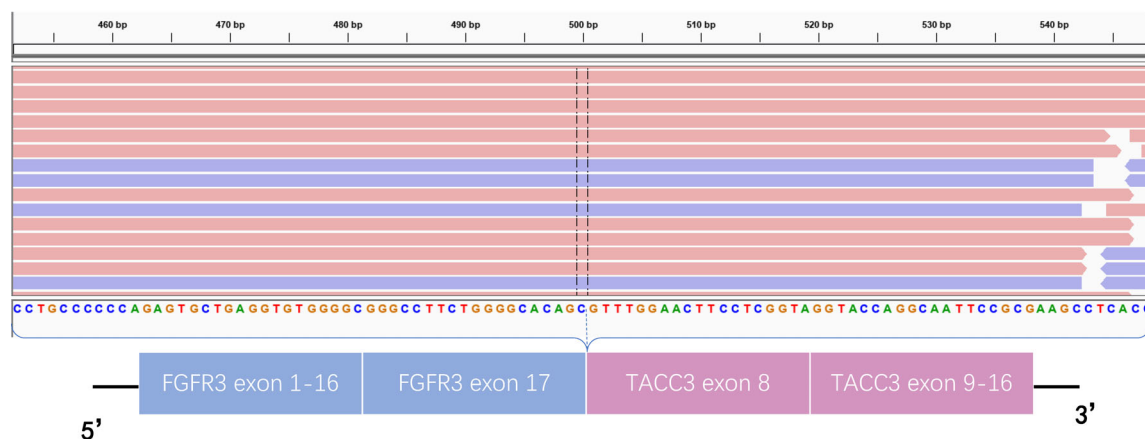 460 bp 470 bp 480 bp 490 bp 500 bp 510 bp 520 bp 530 bp 540 bp
CCTGCCCCCCAGAGTGCTGAGGTGTGGGGCGGGCCTTCTGGGGCACAGCGTTTGGAACTTCCTCGGTAGGTACCAGGCAATTCCGCGAAGCCTCACC
FGFR3 exon 1-16 FGFR3 exon 17 TACC3 exon 8 TACC3 exon 9-16
5’ 3’